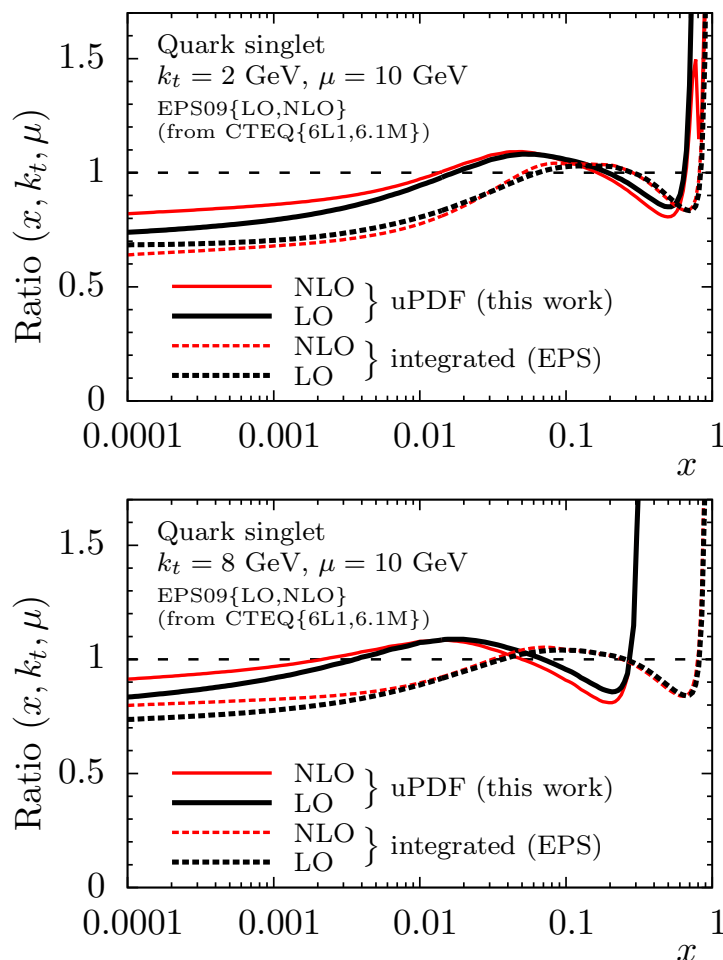 1.5
1
0.5
0
Ratio (x, k_t, μ)
Quark singlet
k_t = 2 GeV, μ = 10 GeV
EPS09{LO,NLO}
(from CTEQ{6L1,6.1M})
NLO
LO
} uPDF (this work)
NLO
LO
} integrated (EPS)
0.0001 0.001 0.01 0.1 1
x
1.5
1
0.5
0
Ratio (x, k_t, μ)
Quark singlet
k_t = 8 GeV, μ = 10 GeV
EPS09{LO,NLO}
(from CTEQ{6L1,6.1M})
NLO
LO
} uPDF (this work)
NLO
LO
} integrated (EPS)
0.0001 0.001 0.01 0.1 1
x